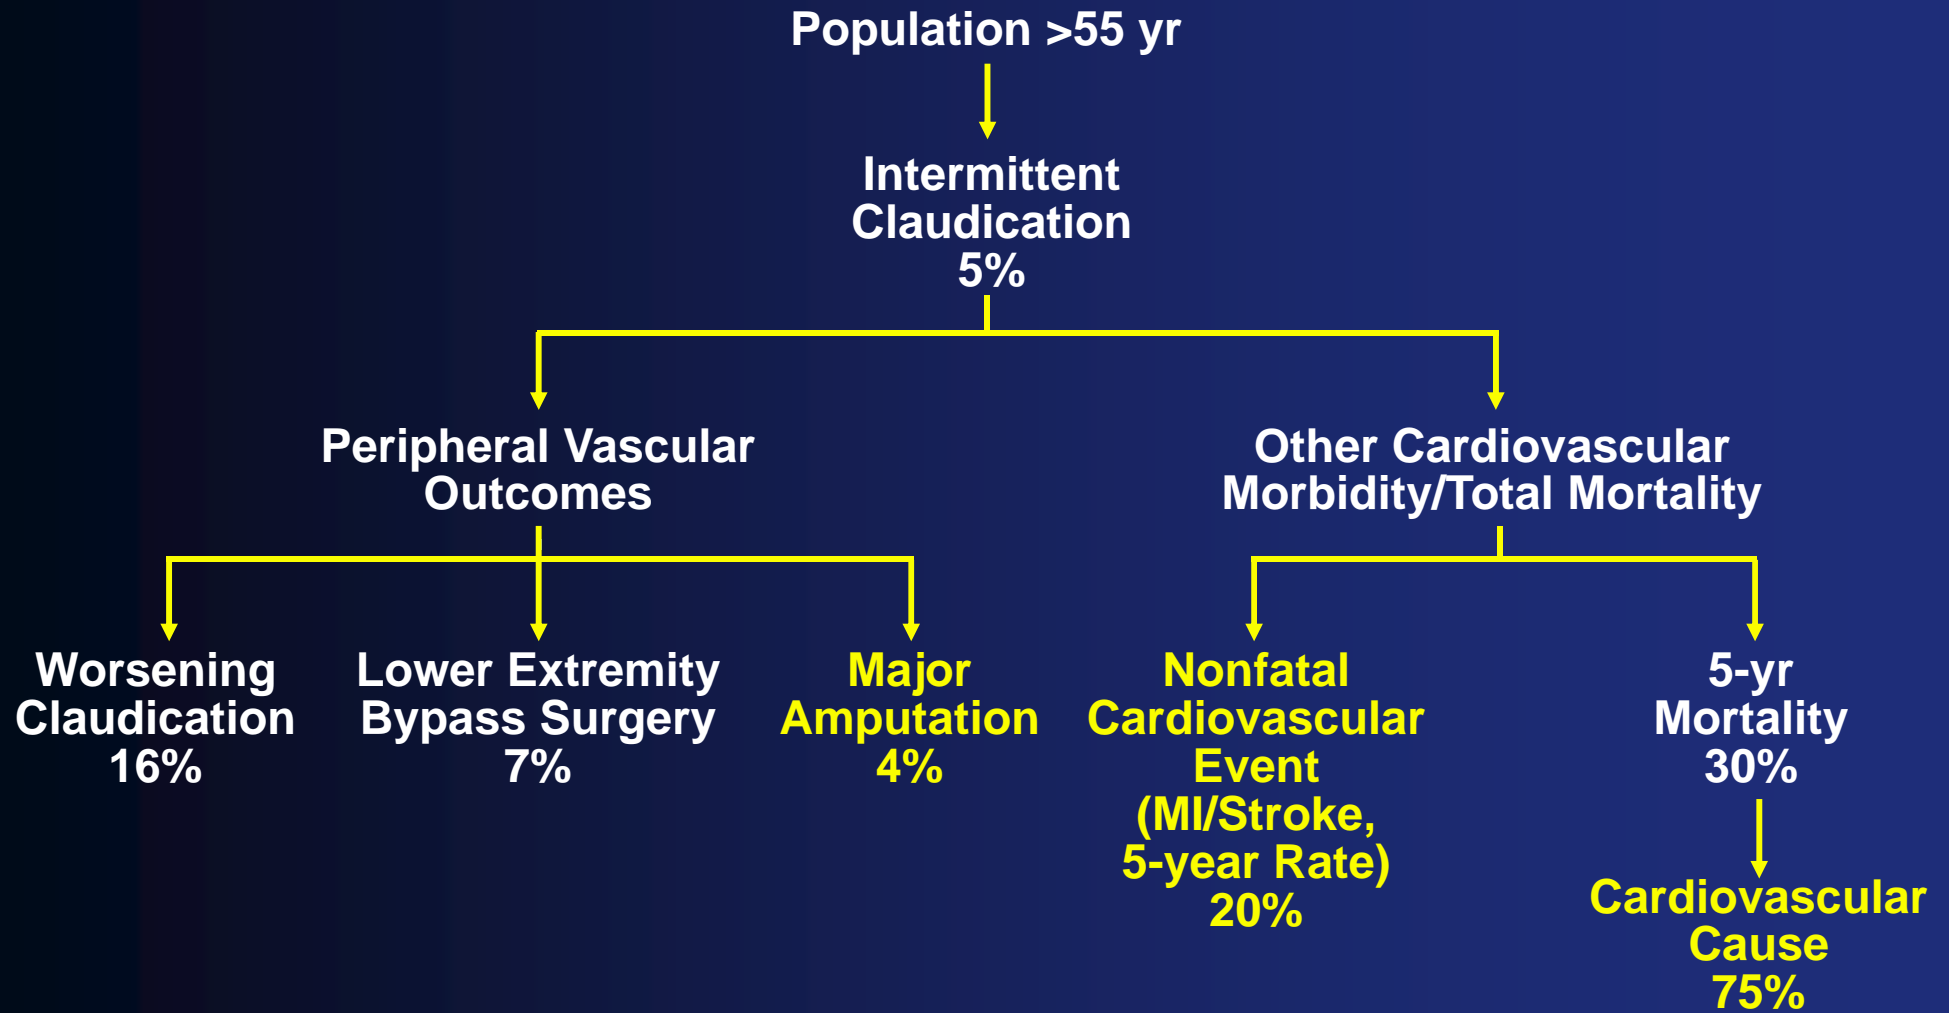 Population >55 yr
Intermittent
Claudication
5%
Peripheral Vascular
Outcomes
Other Cardiovascular
Morbidity/Total Mortality
Worsening
Claudication
16%
Lower Extremity
Bypass Surgery
7%
Major
Amputation
4%
Nonfatal
Cardiovascular
Event
(MI/Stroke,
5-year Rate)
20%
5-yr
Mortality
30%
Cardiovascular
Cause
75%